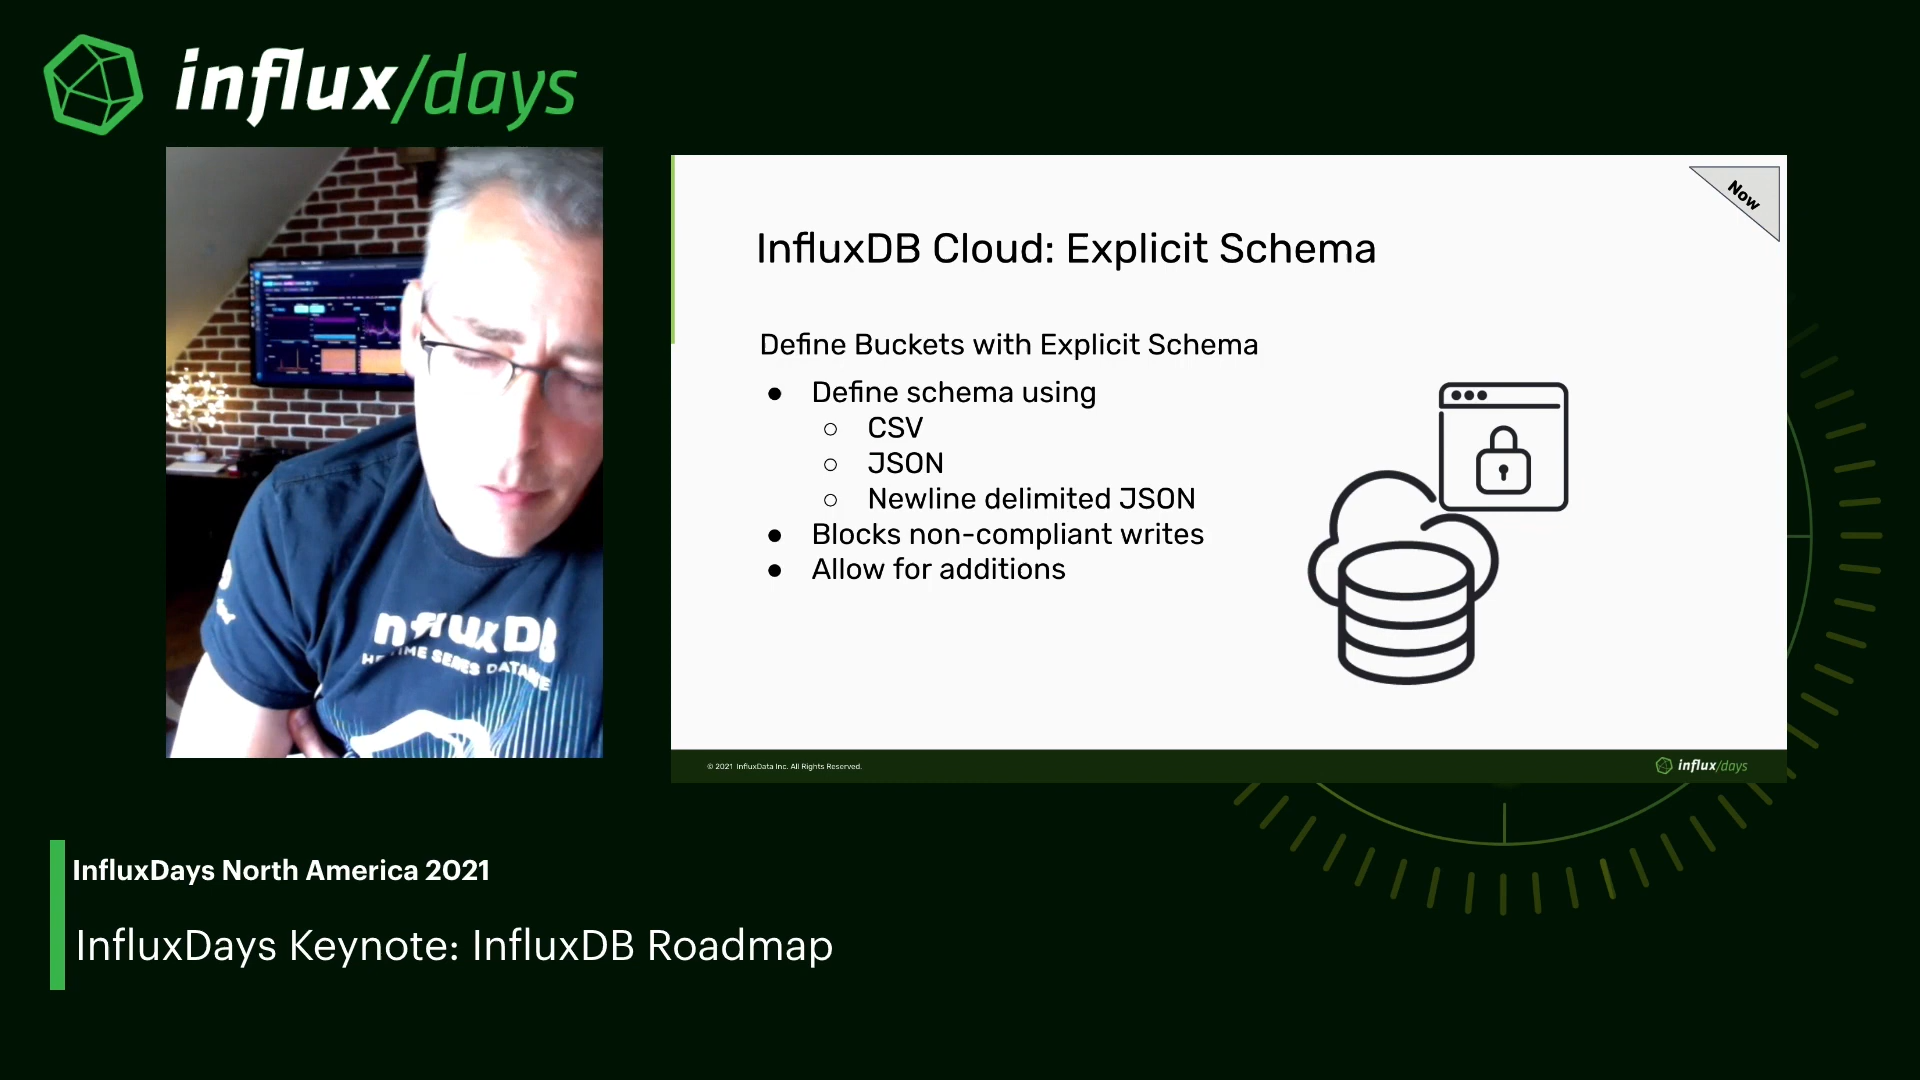 influx/days
Now
InfluxDB Cloud: Explicit Schema
Define Buckets with Explicit Schema
● Define schema using
○ CSV
○ JSON
○ Newline delimited JSON
● Blocks non-compliant writes
● Allow for additions
nfluxDB
© 2021 InfluxData Inc. All Rights Reserved.
influx/days
InfluxDays North America 2021
InfluxDays Keynote: InfluxDB Roadmap